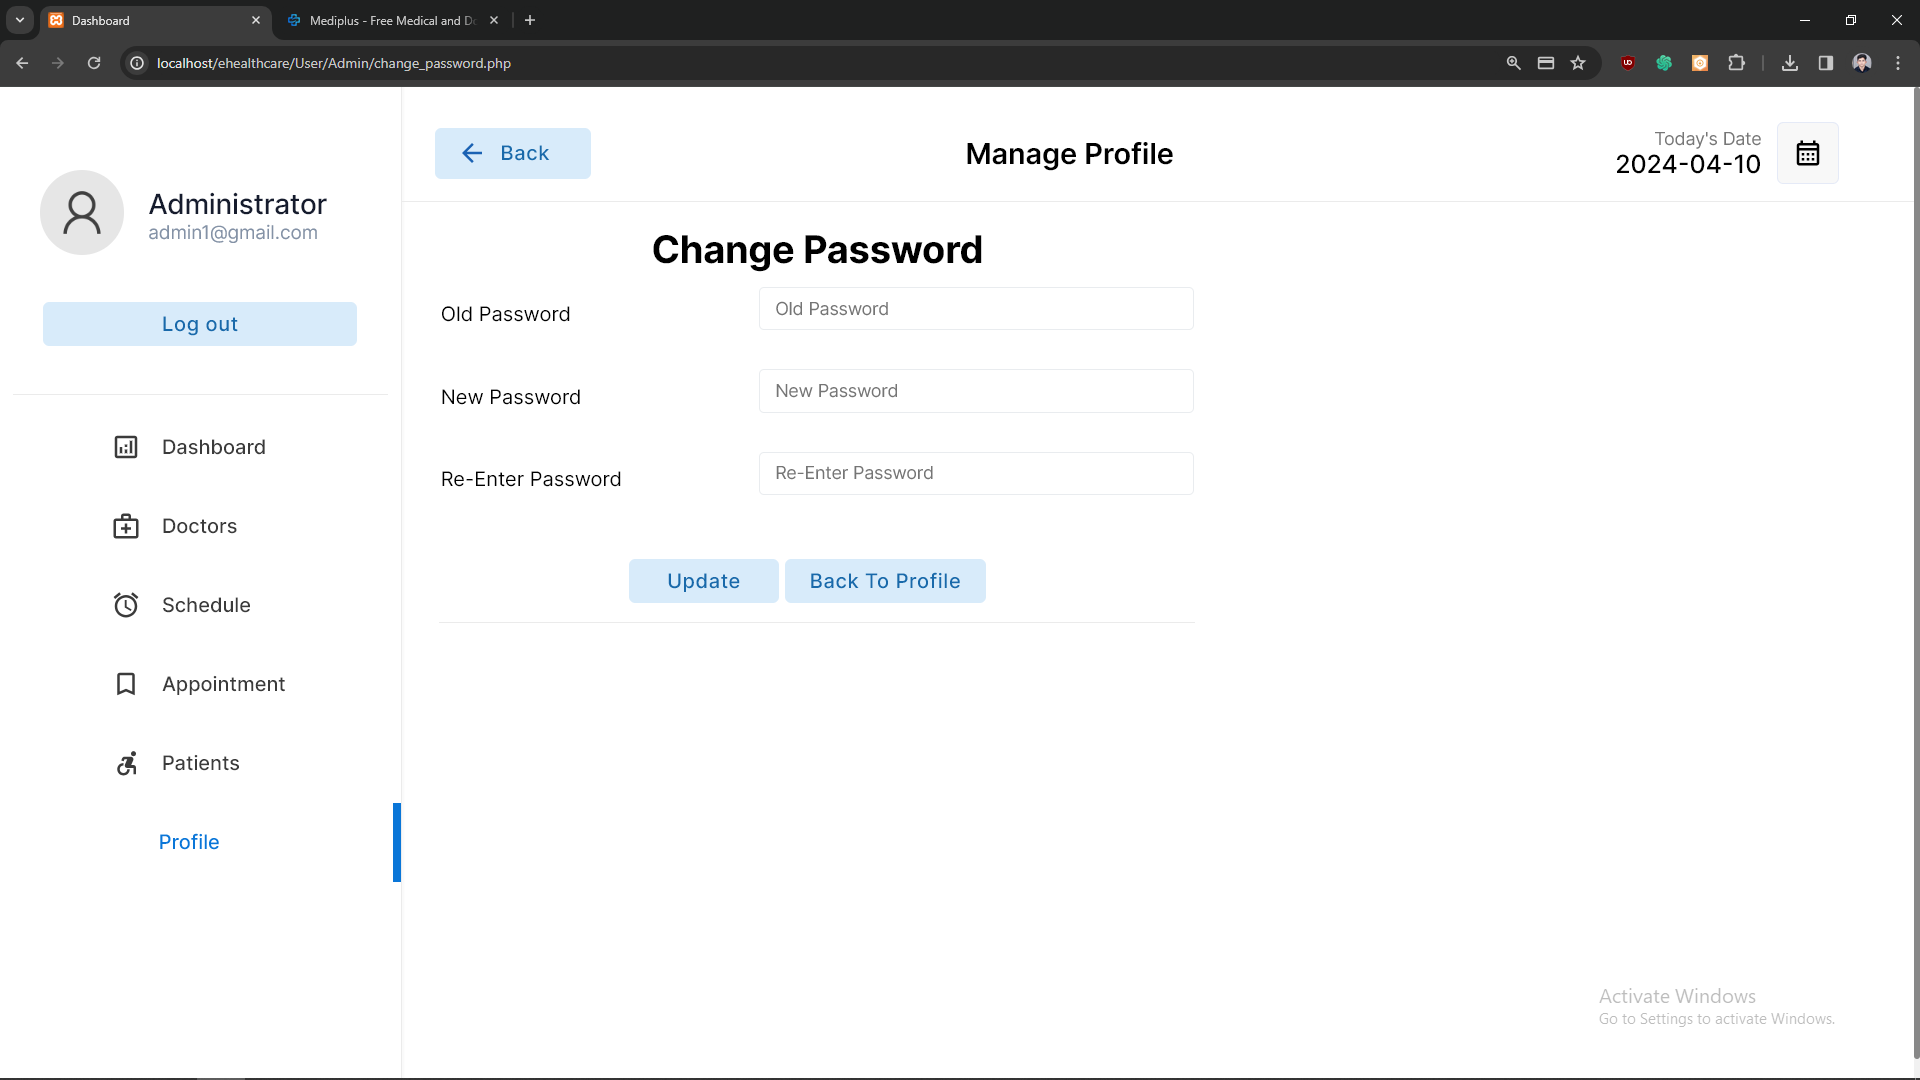 Dashboard
Mediplus - Free Medical and
localhost/ehealthcare/User/Admin/change_password.php
Back
Manage Profile
Today's Date
2024-04-10
Administrator
admin1@gmail.com
Log out
Change Password
Old Password
Old Password
New Password
New Password
Re-Enter Password
Re-Enter Password
Update
Back To Profile
Dashboard
Doctors
Schedule
Appointment
Patients
Profile
Activate Windows
Go to Settings to activate Windows.